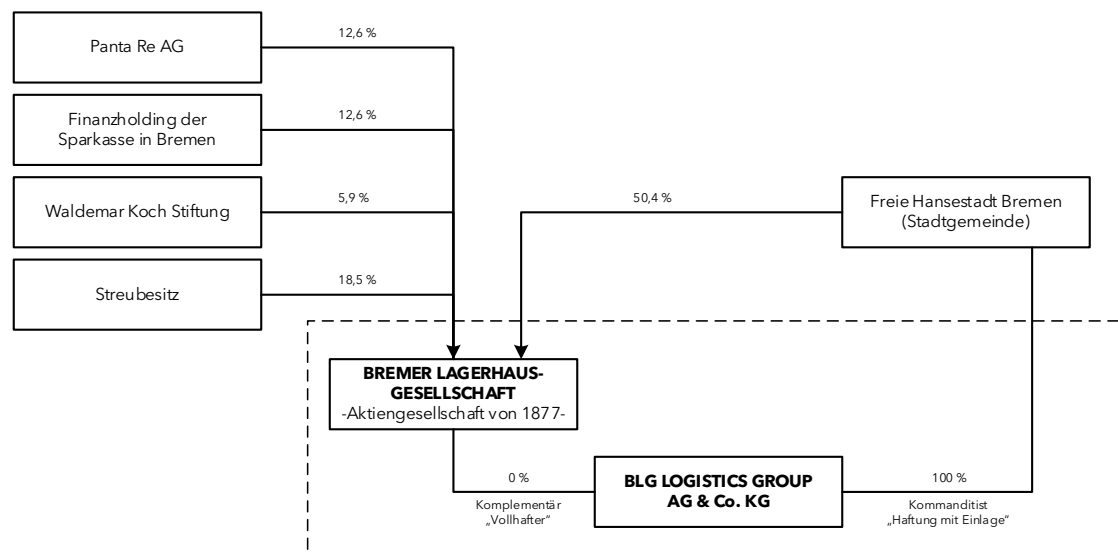 Panta Re AG
12,6 %
Finanzholding der
Sparkasse in Bremen
12,6 %
Waldemar Koch Stiftung
5,9 %
50,4 %
Freie Hansestadt Bremen
(Stadtgemeinde)
Streubesitz
18,5 %
BREMER LAGERHAUS-
GESELLSCHAFT
-Aktiengesellschaft von 1877-
0 %
Komplementär
„Vollhafter“
BLG LOGISTICS GROUP
AG & Co. KG
100 %
Kommanditist
„Haftung mit Einlage“